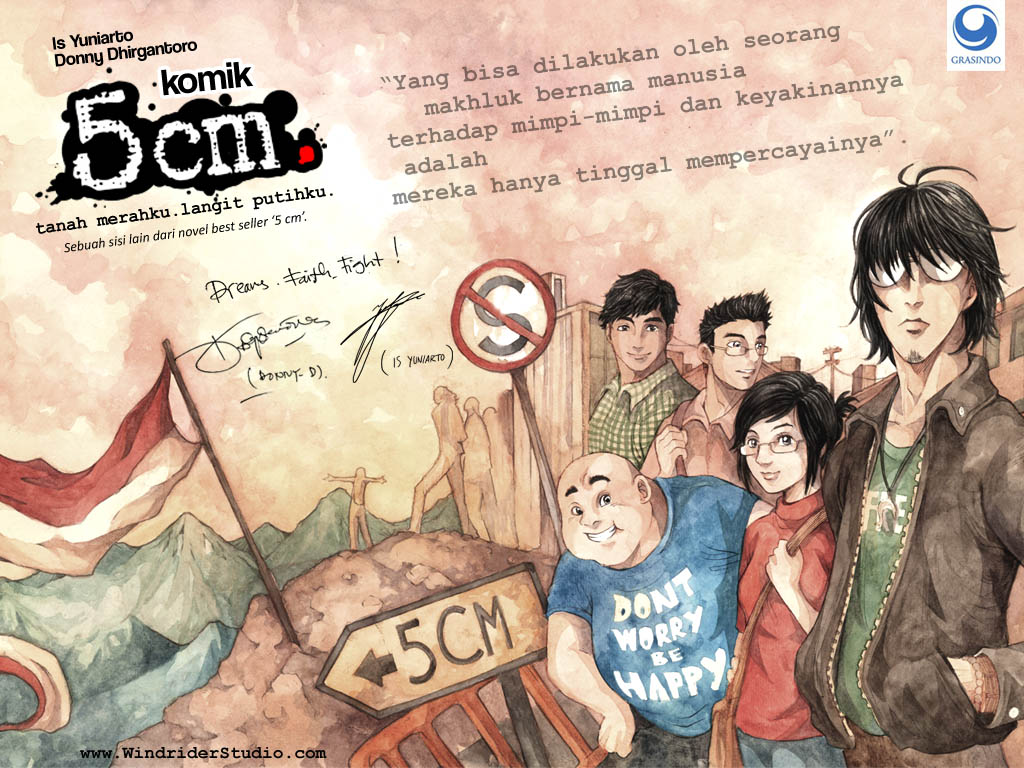 Is Yuniarto
Donny Dhirgantoro
komik
5cm.
tanah merahku.langit putihku.
Sebuah sisi lain dari novel best seller '5 cm'.
GRASINDO
“Yang bisa dilakukan oleh seorang
makhluk bernama manusia
terhadap mimpi-mimpi dan keyakinannya
adalah
mereka hanya tinggal mempercayainya”.
Dreams. Faith. Fight!
(DONNY D).
(IS YUNIARTO)
S
5CM
DONT
WORRY
BE
HAPPY
www.WindriderStudio.com